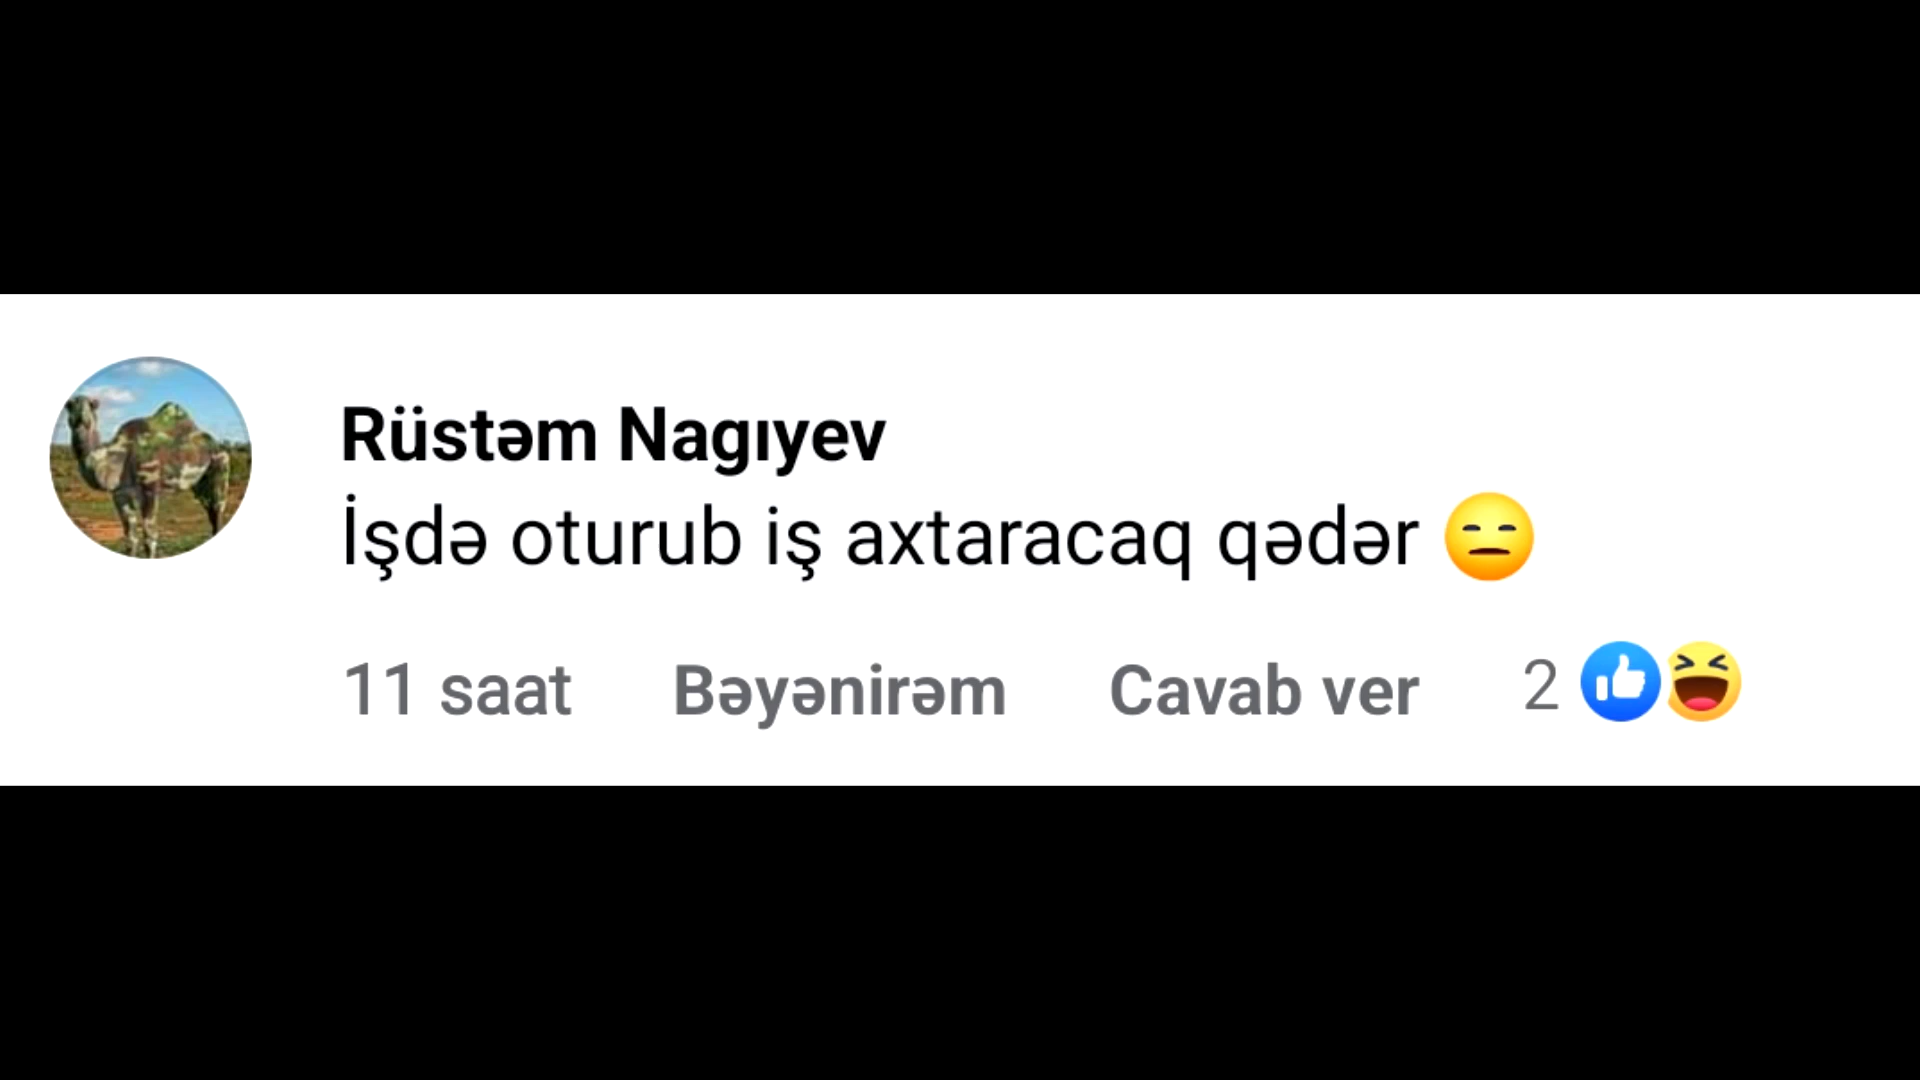 Rüstəm Nagıyev
İşdə oturub iş axtaracaq qədər 😑
11 saat Bəyənirəm Cavab ver 2